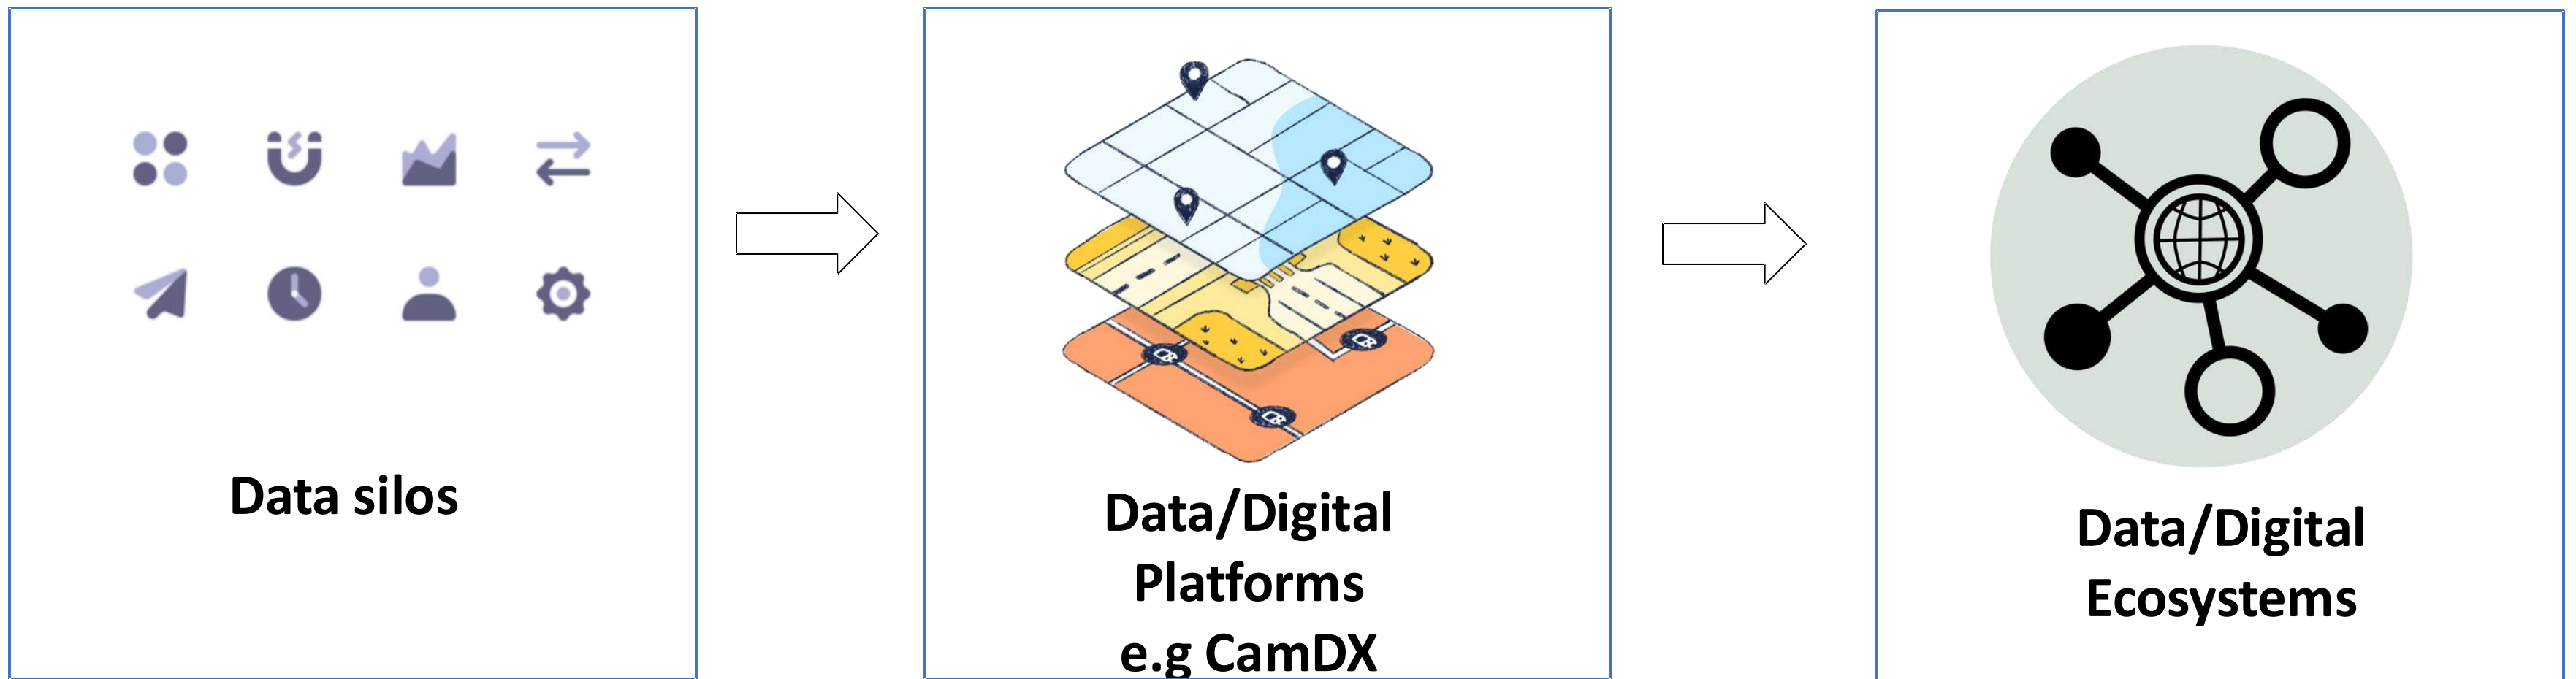 Data silos
Data/Digital
Platforms
e.g CamDX
Data/Digital
Ecosystems